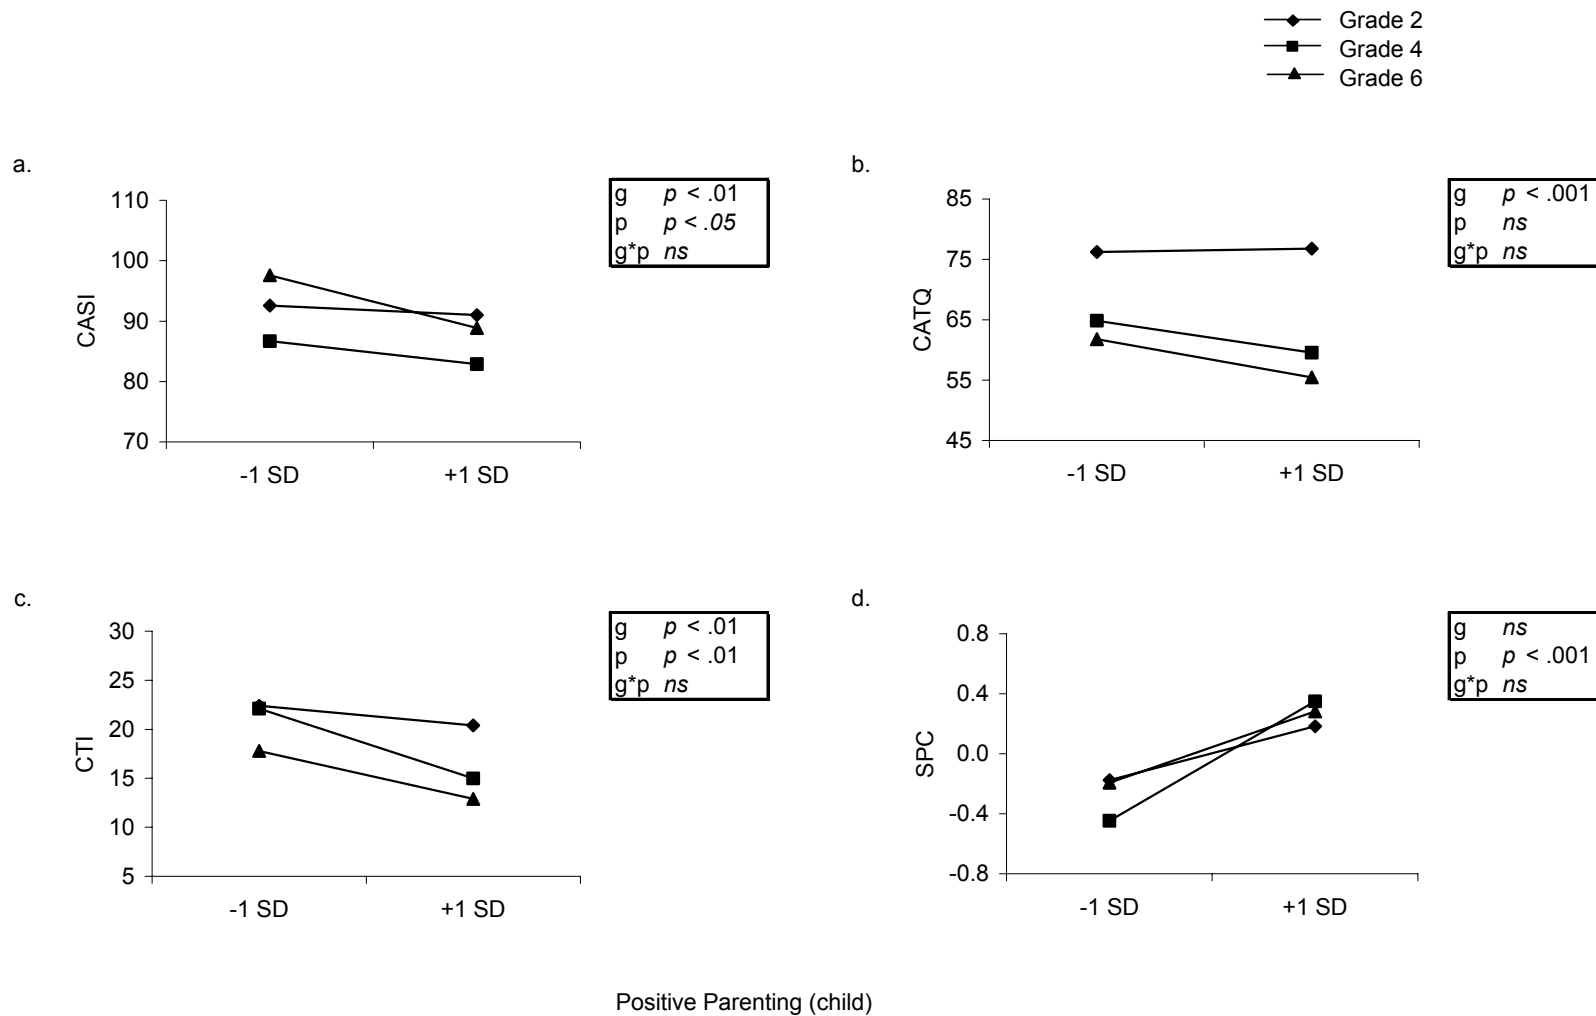 Grade 2
Grade 4
Grade 6
a.
110
100
90
80
70
CASI
-1 SD
+1 SD
g p < .01
p p < .05
g*p ns
b.
85
75
65
55
45
CATQ
-1 SD
+1 SD
g p < .001
p ns
g*p ns
c.
30
25
20
15
10
5
CTI
-1 SD
+1 SD
g p < .01
p p < .01
g*p ns
d.
0.8
0.4
0.0
-0.4
-0.8
SPC
-1 SD
+1 SD
g ns
p p < .001
g*p ns
Positive Parenting (child)